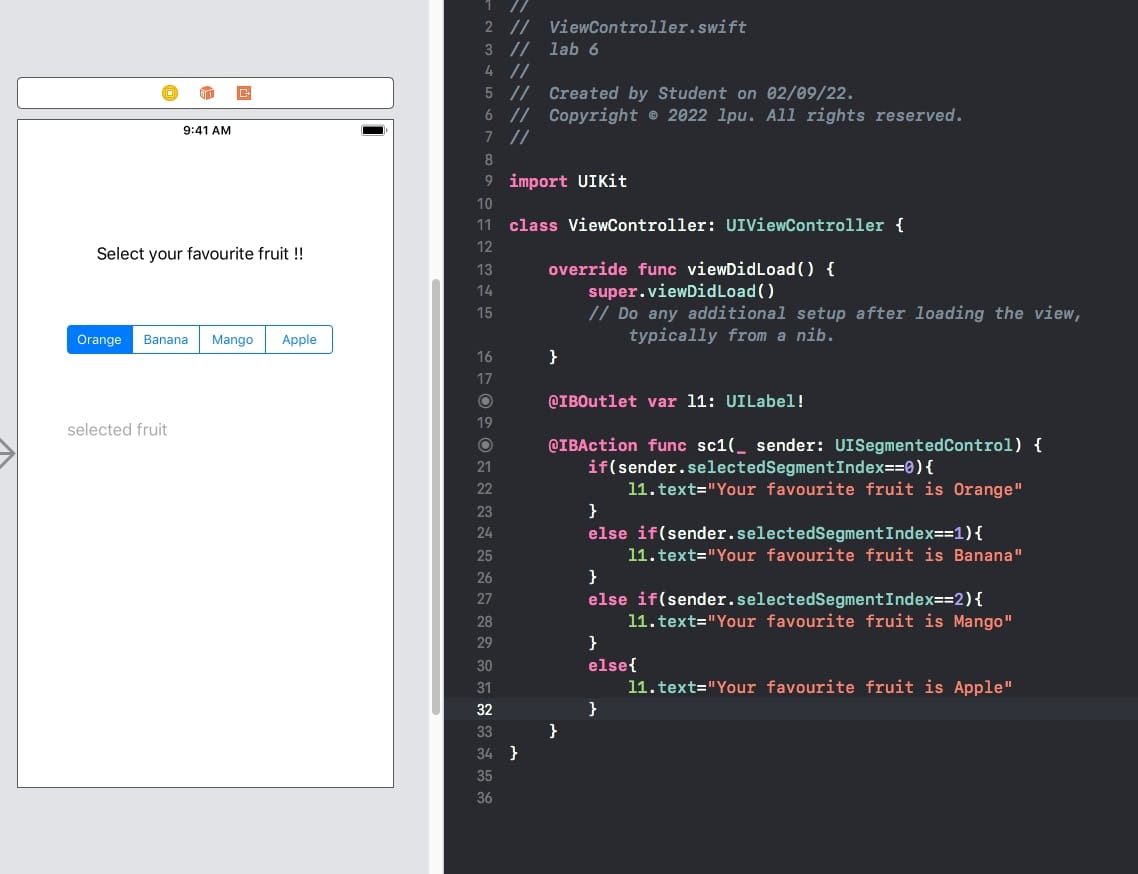 9:41 AM
Select your favourite fruit !!
Orange Banana Mango Apple
selected fruit
1 //
2 //  ViewController.swift
3 //  lab 6
4 //
5 //  Created by Student on 02/09/22.
6 //  Copyright © 2022 lpu. All rights reserved.
7 //
8
9 import UIKit
10
11 class ViewController: UIViewController {
12
13     override func viewDidLoad() {
14         super.viewDidLoad()
15         // Do any additional setup after loading the view,
             typically from a nib.
16     }
17
    @IBOutlet var l1: UILabel!
19
    @IBAction func sc1(_ sender: UISegmentedControl) {
21         if(sender.selectedSegmentIndex==0){
22             l1.text="Your favourite fruit is Orange"
23         }
24         else if(sender.selectedSegmentIndex==1){
25             l1.text="Your favourite fruit is Banana"
26         }
27         else if(sender.selectedSegmentIndex==2){
28             l1.text="Your favourite fruit is Mango"
29         }
30         else{
31             l1.text="Your favourite fruit is Apple"
32         }
33     }
34 }
35
36